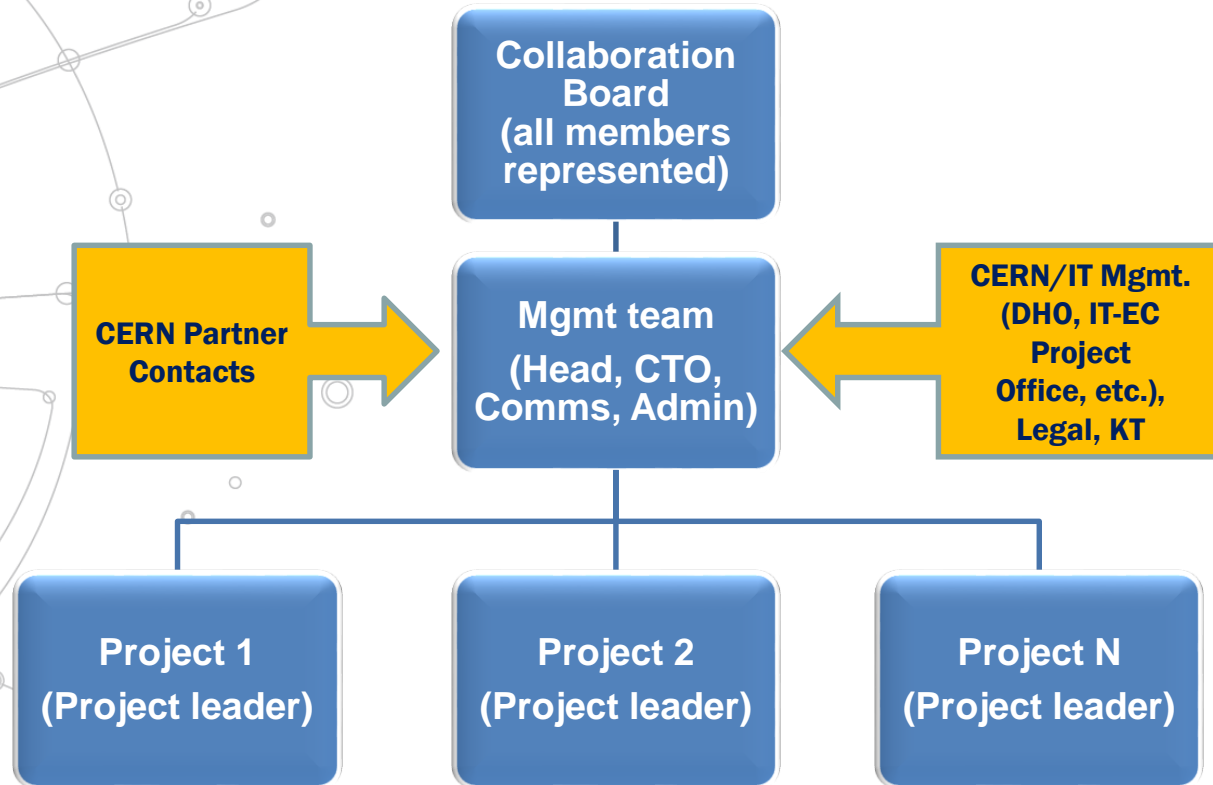 Collaboration
Board
(all members
represented)
CERN Partner
Contacts
Mgmt team
(Head, CTO,
Comms, Admin)
CERN/IT Mgmt.
(DHO, IT-EC
Project
Office, etc.),
Legal, KT
Project 1
(Project leader)
Project 2
(Project leader)
Project N
(Project leader)